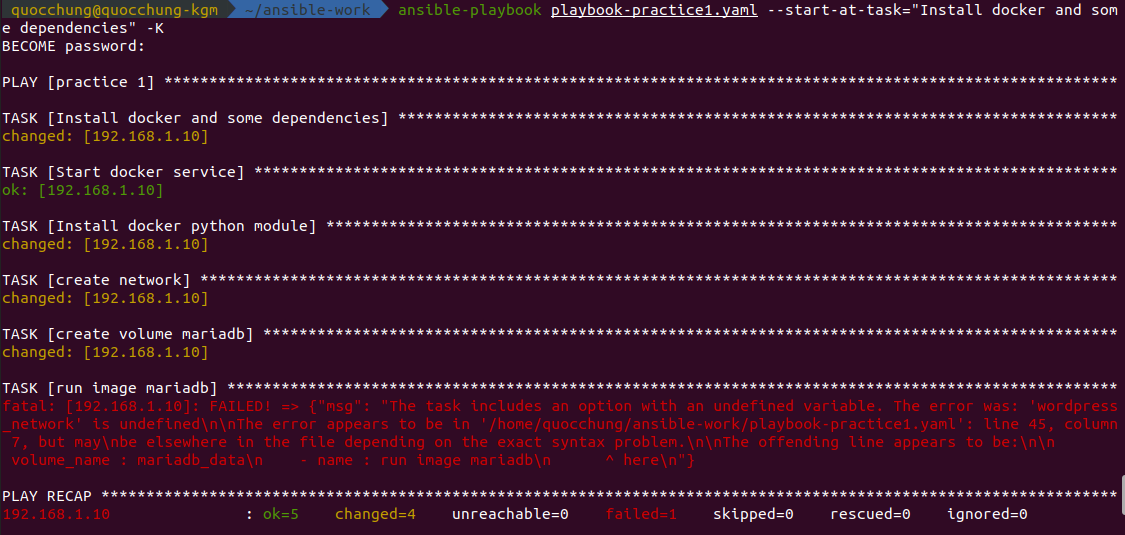 quocchung@quocchung-kgm ~/ansible-work ansible-playbook playbook-practice1.yaml --start-at-task="Install docker and som
e dependencies" -K
BECOME password:
PLAY [practice 1] **********************************************************************************************************
TASK [Install docker and some dependencies] ********************************************************************************
changed: [192.168.1.10]
TASK [Start docker service] ************************************************************************************************
ok: [192.168.1.10]
TASK [Install docker python module] ****************************************************************************************
changed: [192.168.1.10]
TASK [create network] ******************************************************************************************************
changed: [192.168.1.10]
TASK [create volume mariadb] ***********************************************************************************************
changed: [192.168.1.10]
TASK [run image mariadb] ***************************************************************************************************
fatal: [192.168.1.10]: FAILED! => {"msg": "The task includes an option with an undefined variable. The error was: 'wordpress
_network' is undefined\n\nThe error appears to be in '/home/quocchung/ansible-work/playbook-practice1.yaml': line 45, column
 7, but may\nbe elsewhere in the file depending on the exact syntax problem.\n\nThe offending line appears to be:\n\n
 volume_name : mariadb_data\n    - name : run image mariadb\n      ^ here\n"}
PLAY RECAP *****************************************************************************************************************
192.168.1.10               : ok=5    changed=4    unreachable=0    failed=1    skipped=0    rescued=0    ignored=0